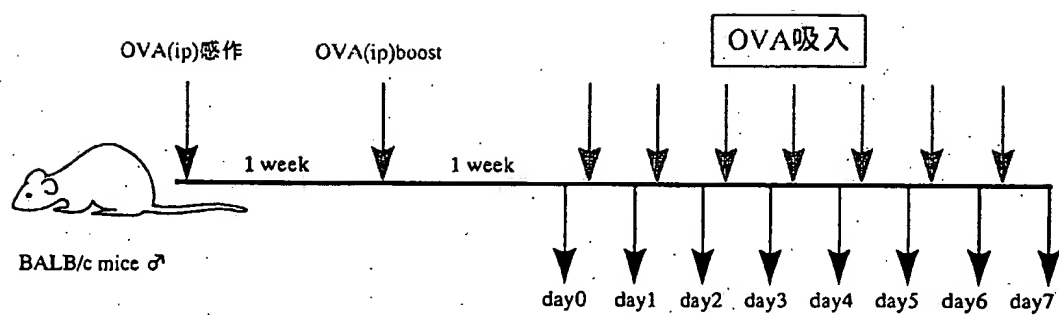 OVA(ip)感作
OVA(ip)boost
OVA吸入
1 week
1 week
BALB/c mice ♂
day0
day1
day2
day3
day4
day5
day6
day7